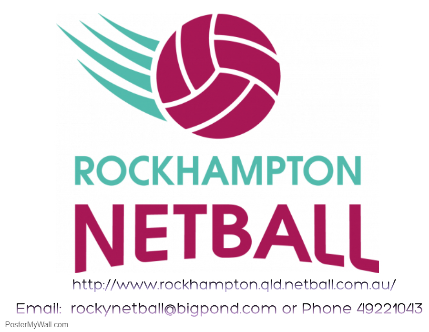 ROCKHAMPTON
NETBALL
http://www.rockhampton.qld.netball.com.au/
Email: rockynetball@bigpond.com or Phone 49221043
PosterMyWall.com